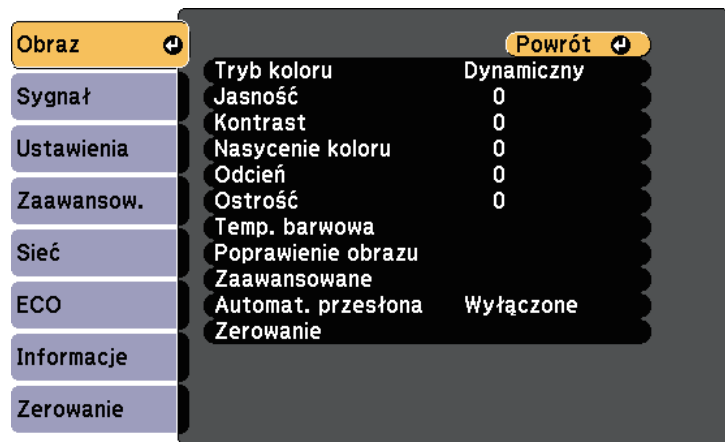 Obraz
Sygnał
Ustawienia
Zaawansow.
Sieć
ECO
Informacje
Zerowanie
Powrót
Tryb koloru Dynamiczny
Jasność 0
Kontrast 0
Nasycenie koloru 0
Odcień 0
Ostrość 0
Temp. barwowa
Poprawienie obrazu
Zaawansowane
Automat. przesłona Wyłączone
Zerowanie